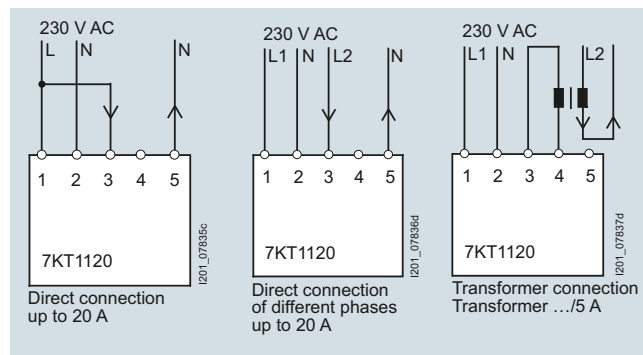 230 V AC
L N N
1 2 3 4 5
7KT1120
I201_07835c
Direct connection
up to 20 A
230 V AC
L1 N L2 N
1 2 3 4 5
7KT1120
I201_07836d
Direct connection
of different phases
up to 20 A
230 V AC
L1 N L2
1 2 3 4 5
7KT1120
I201_07837d
Transformer connection
Transformer .../5 A